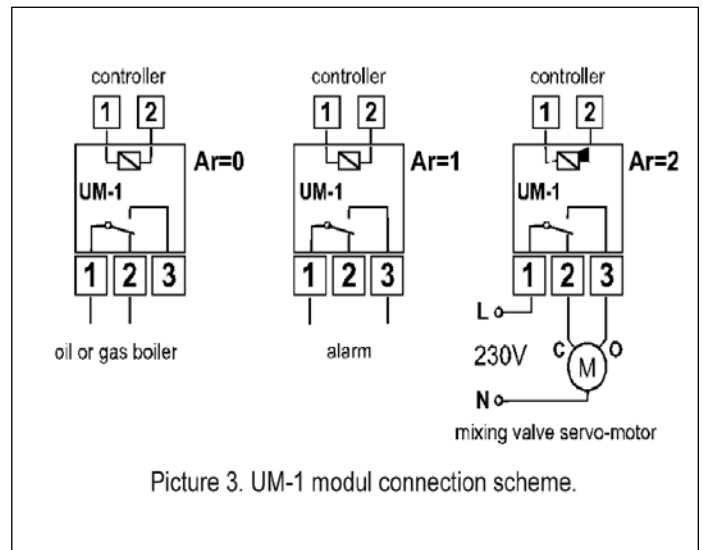 controller controller controller
1 2 1 2 1 2
Ar=0 Ar=1 Ar=2
UM-1 UM-1 UM-1
1 2 3 1 2 3 1 2 3
L
oil or gas boiler alarm 230V C M O
N
mixing valve servo-motor
Picture 3. UM-1 modul connection scheme.